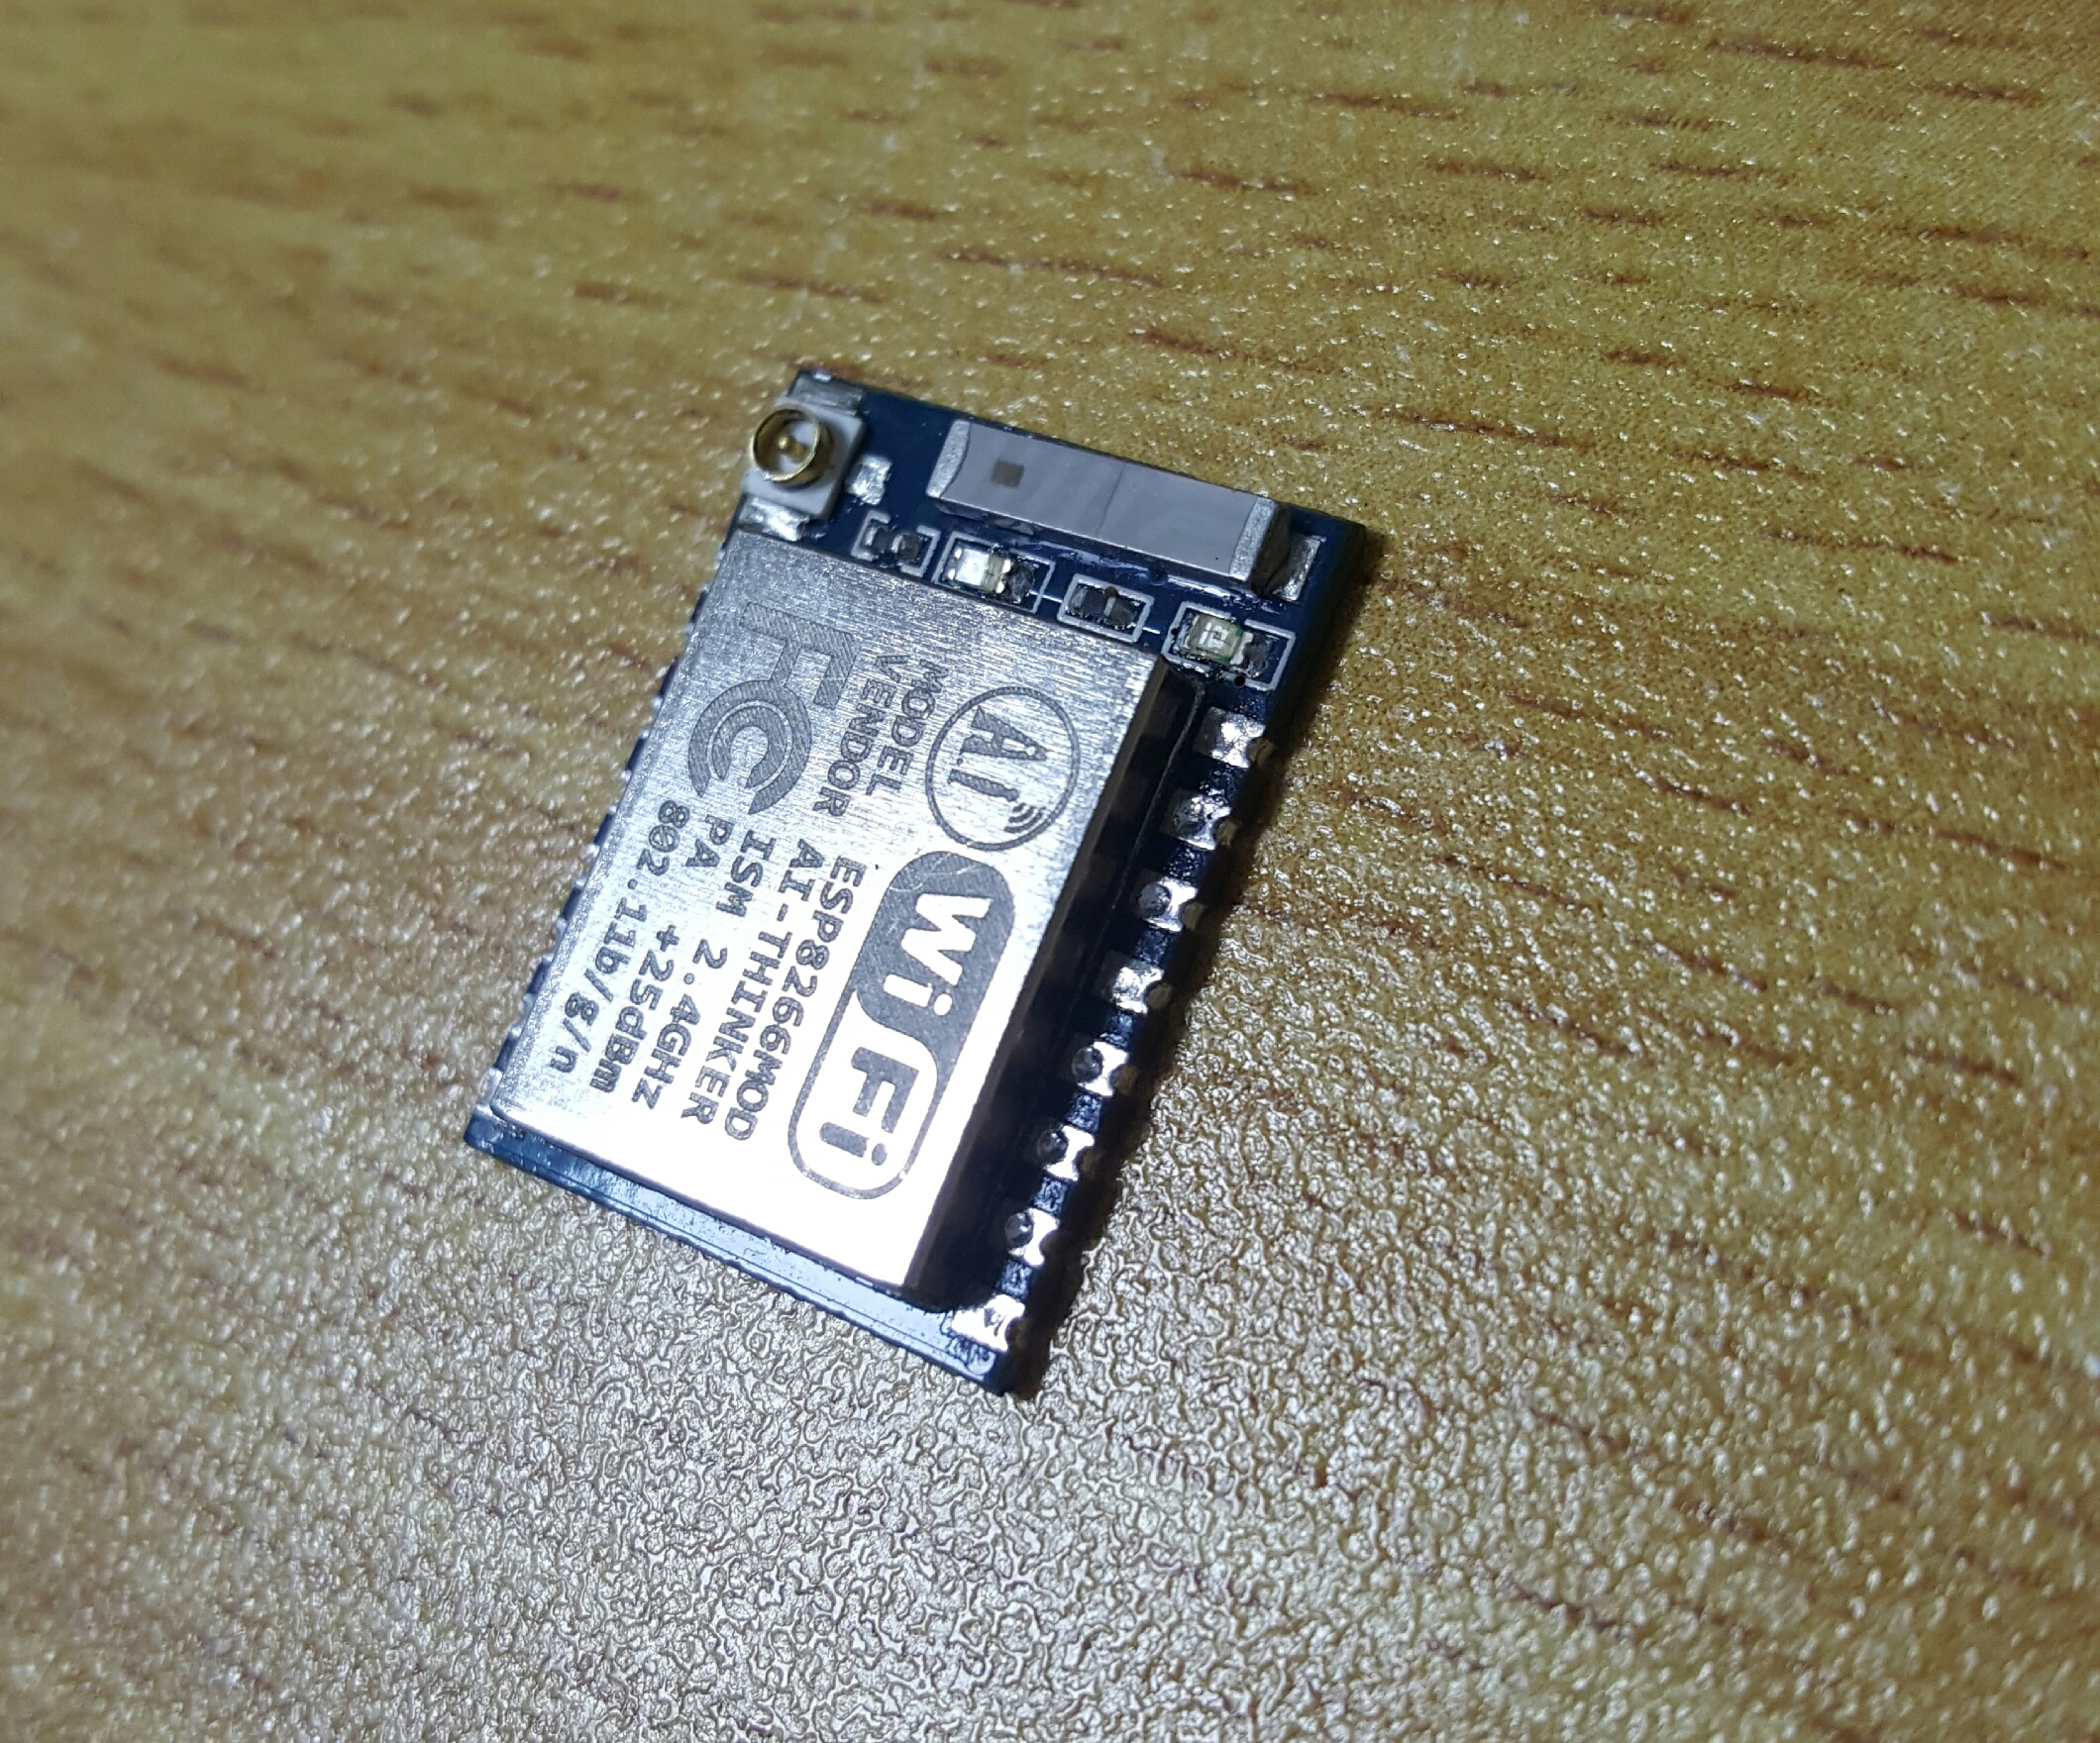 Ai
WiFi
MODEL ESP8266MOD
VENDOR AI-THINKER
FC
ISM 2.4GHz
PA +25dBm
802.11b/g/n